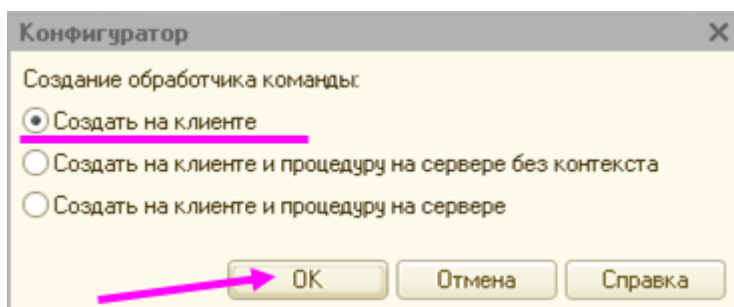 Конфигуратор
Создание обработчика команды:
Создать на клиенте
Создать на клиенте и процедуру на сервере без контекста
Создать на клиенте и процедуру на сервере
ОК Отмена Справка